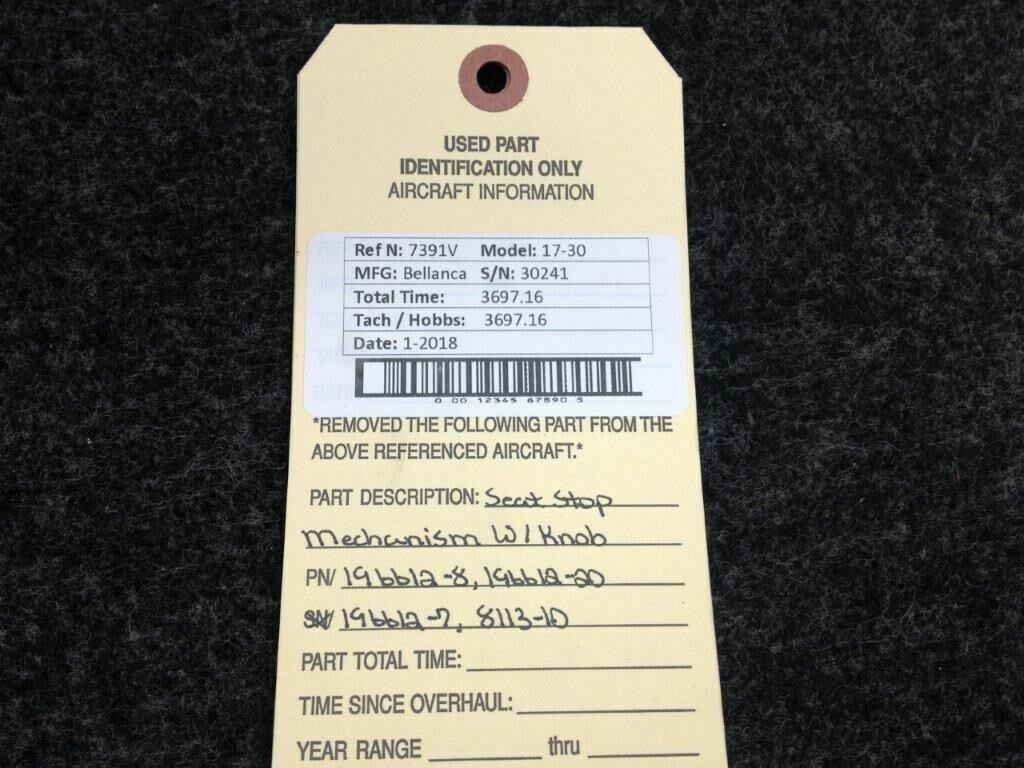 USED PART
IDENTIFICATION ONLY
AIRCRAFT INFORMATION
Ref N: 7391V Model: 17-30
MFG: Bellanca S/N: 30241
Total Time: 3697.16
Tach / Hobbs: 3697.16
Date: 1-2018
0 00 12345 67890 5
*REMOVED THE FOLLOWING PART FROM THE
ABOVE REFERENCED AIRCRAFT.*
PART DESCRIPTION: Seat Stop
Mechanism W/ Knob
PN/ 196612-8, 196612-20
SN/ 196612-7, 8113-10
PART TOTAL TIME:
TIME SINCE OVERHAUL:
YEAR RANGE thru